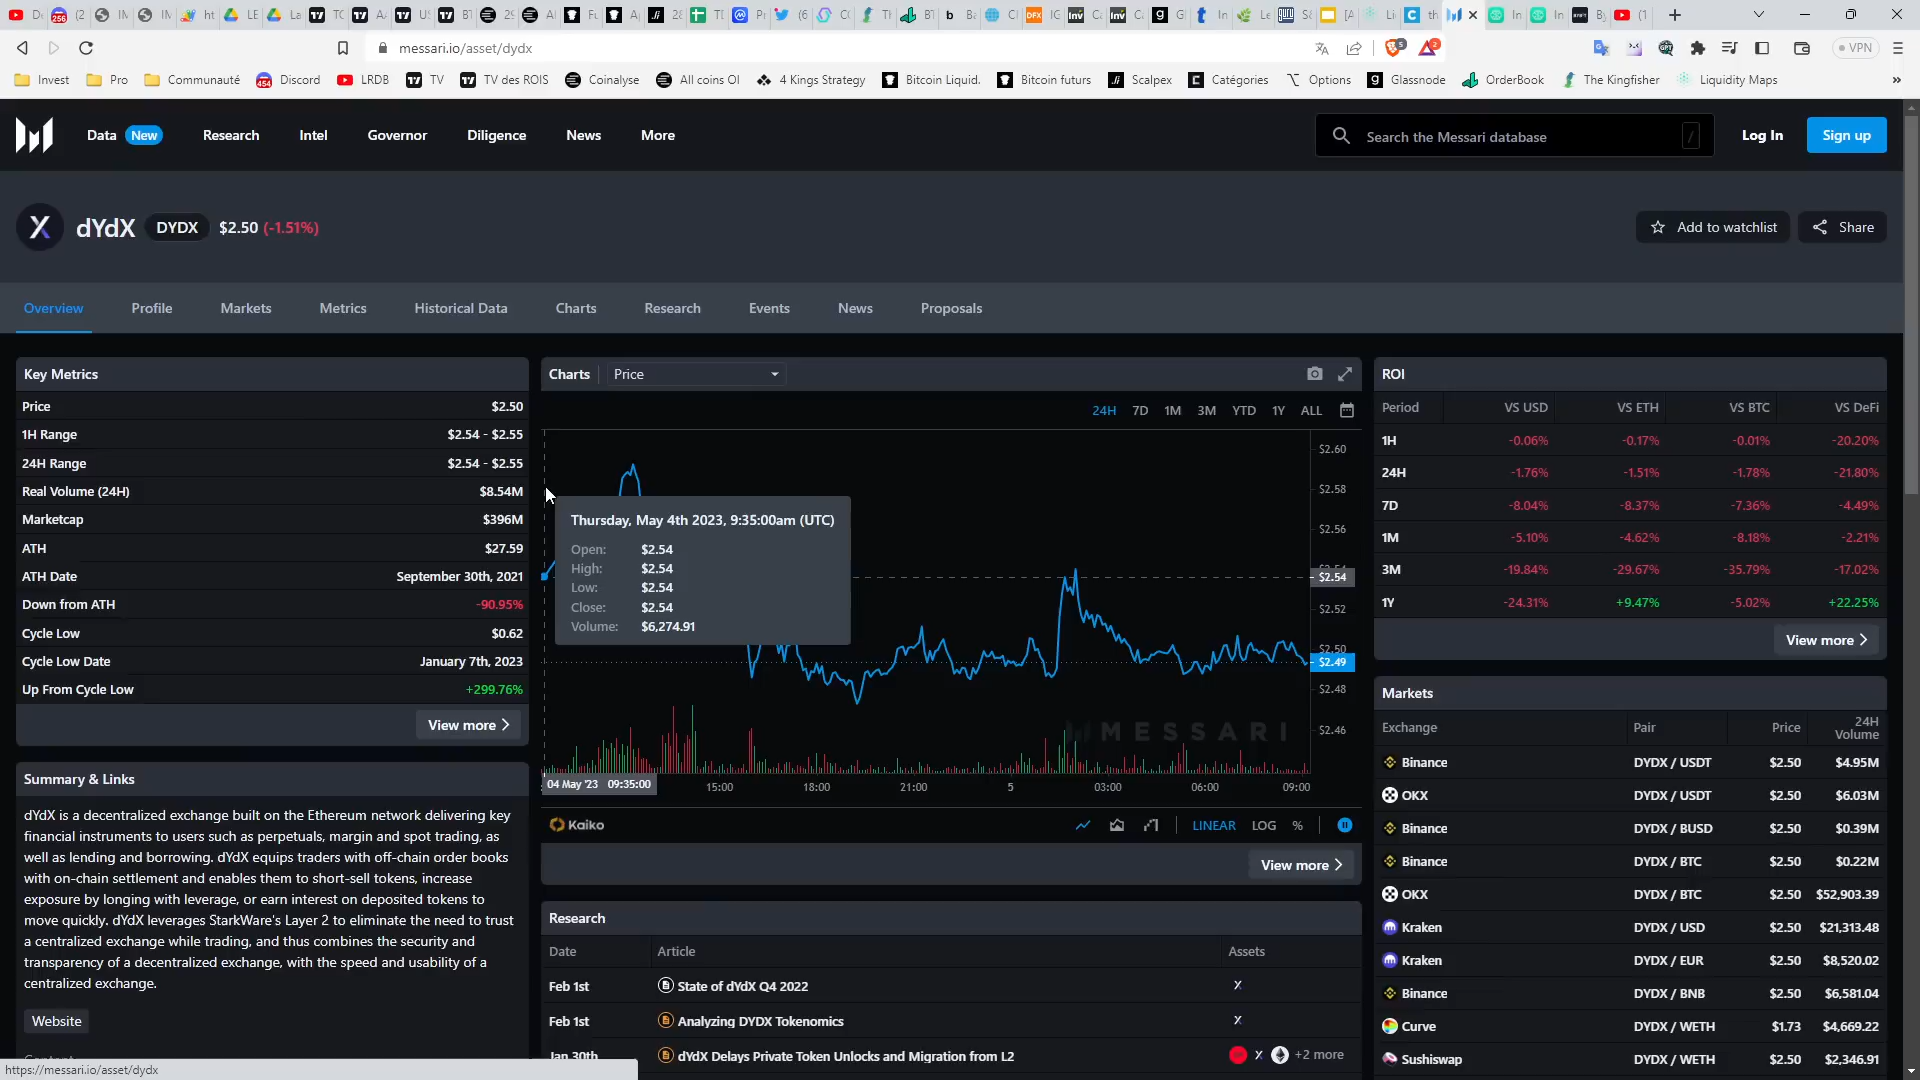 256
messari.io/asset/dydx
5
2
VPN
Invest
Pro
Communauté
454
Discord
LRDB
TV
TV des ROIS
Coinalyse
All coins OI
4 Kings Strategy
Bitcoin Liquid.
Bitcoin futurs
Scalpex
Catégories
Options
Glassnode
OrderBook
The Kingfisher
Liquidity Maps
Data New
Research
Intel
Governor
Diligence
News
More
Search the Messari database /
Log In
Sign up
dYdX DYDX $2.50 (-1.51%)
Add to watchlist
Share
Overview
Profile
Markets
Metrics
Historical Data
Charts
Research
Events
News
Proposals
Key Metrics
Price $2.50
1H Range $2.54 - $2.55
24H Range $2.54 - $2.55
Real Volume (24H) $8.54M
Marketcap $396M
ATH $27.59
ATH Date September 30th, 2021
Down from ATH -90.95%
Cycle Low $0.62
Cycle Low Date January 7th, 2023
Up From Cycle Low +299.76%
View more
Summary & Links
dYdX is a decentralized exchange built on the Ethereum network delivering key
financial instruments to users such as perpetuals, margin and spot trading, as
well as lending and borrowing. dYdX equips traders with off-chain order books
with on-chain settlement and enables them to short-sell tokens, increase
exposure by longing with leverage, or earn interest on deposited tokens to
move quickly. dYdX leverages StarkWare's Layer 2 to eliminate the need to trust
a centralized exchange while trading, and thus combines the security and
transparency of a decentralized exchange, with the speed and usability of a
centralized exchange.
Website
https://messari.io/asset/dydx
Charts Price
24H 7D 1M 3M YTD 1Y ALL
$2.60
$2.58
$2.56
$2.54
$2.52
$2.50
$2.49
$2.48
$2.46
Thursday, May 4th 2023, 9:35:00am (UTC)
Open: $2.54
High: $2.54
Low: $2.54
Close: $2.54
Volume: $6,274.91
MESSARI
04 May '23 09:35:00
15:00 18:00 21:00 5 03:00 06:00 09:00
Kaiko
LINEAR LOG %
View more
Research
Date Article Assets
Feb 1st State of dYdX Q4 2022
Feb 1st Analyzing DYDX Tokenomics
Jan 30th dYdX Delays Private Token Unlocks and Migration from L2 +2 more
ROI
Period VS USD VS ETH VS BTC VS DeFi
1H -0.06% -0.17% -0.01% -20.20%
24H -1.76% -1.51% -1.78% -21.80%
7D -8.04% -8.37% -7.36% -4.49%
1M -5.10% -4.62% -8.18% -2.21%
3M -19.84% -29.67% -35.79% -17.02%
1Y -24.31% +9.47% -5.02% +22.25%
View more
Markets
Exchange Pair Price 24H Volume
Binance DYDX / USDT $2.50 $4.95M
OKX DYDX / USDT $2.50 $6.03M
Binance DYDX / BUSD $2.50 $0.39M
Binance DYDX / BTC $2.50 $0.22M
OKX DYDX / BTC $2.50 $52,903.39
Kraken DYDX / USD $2.50 $21,313.48
Kraken DYDX / EUR $2.50 $8,520.02
Binance DYDX / BNB $2.50 $6,581.04
Curve DYDX / WETH $1.73 $4,669.22
Sushiswap DYDX / WETH $2.50 $2,346.91